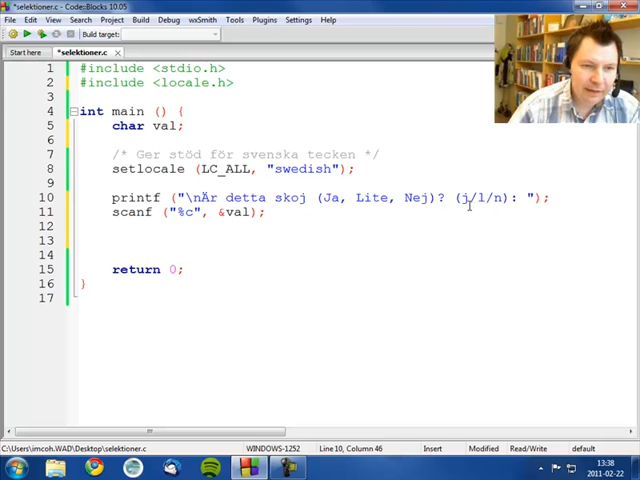 *selektioner.c - Code::Blocks 10.05
File Edit View Search Project Build Debug wxSmith Tools Plugins Settings Help
Build target:
Start here *selektioner.c
1 #include <stdio.h>
2 #include <locale.h>
3
4 int main () {
5 char val;
6
7 /* Ger stöd för svenska tecken */
8 setlocale (LC_ALL, "swedish");
9
10 printf ("\nÄr detta skoj (Ja, Lite, Nej)? (j/l/n): ");
11 scanf ("%c", &val);
12
13
14
15 return 0;
16 }
17
C:\Users\imcoh.WAD\Desktop\selektioner.c WINDOWS-1252 Line 10, Column 46 Insert Modified Read/Write default
13:38
2011-02-22